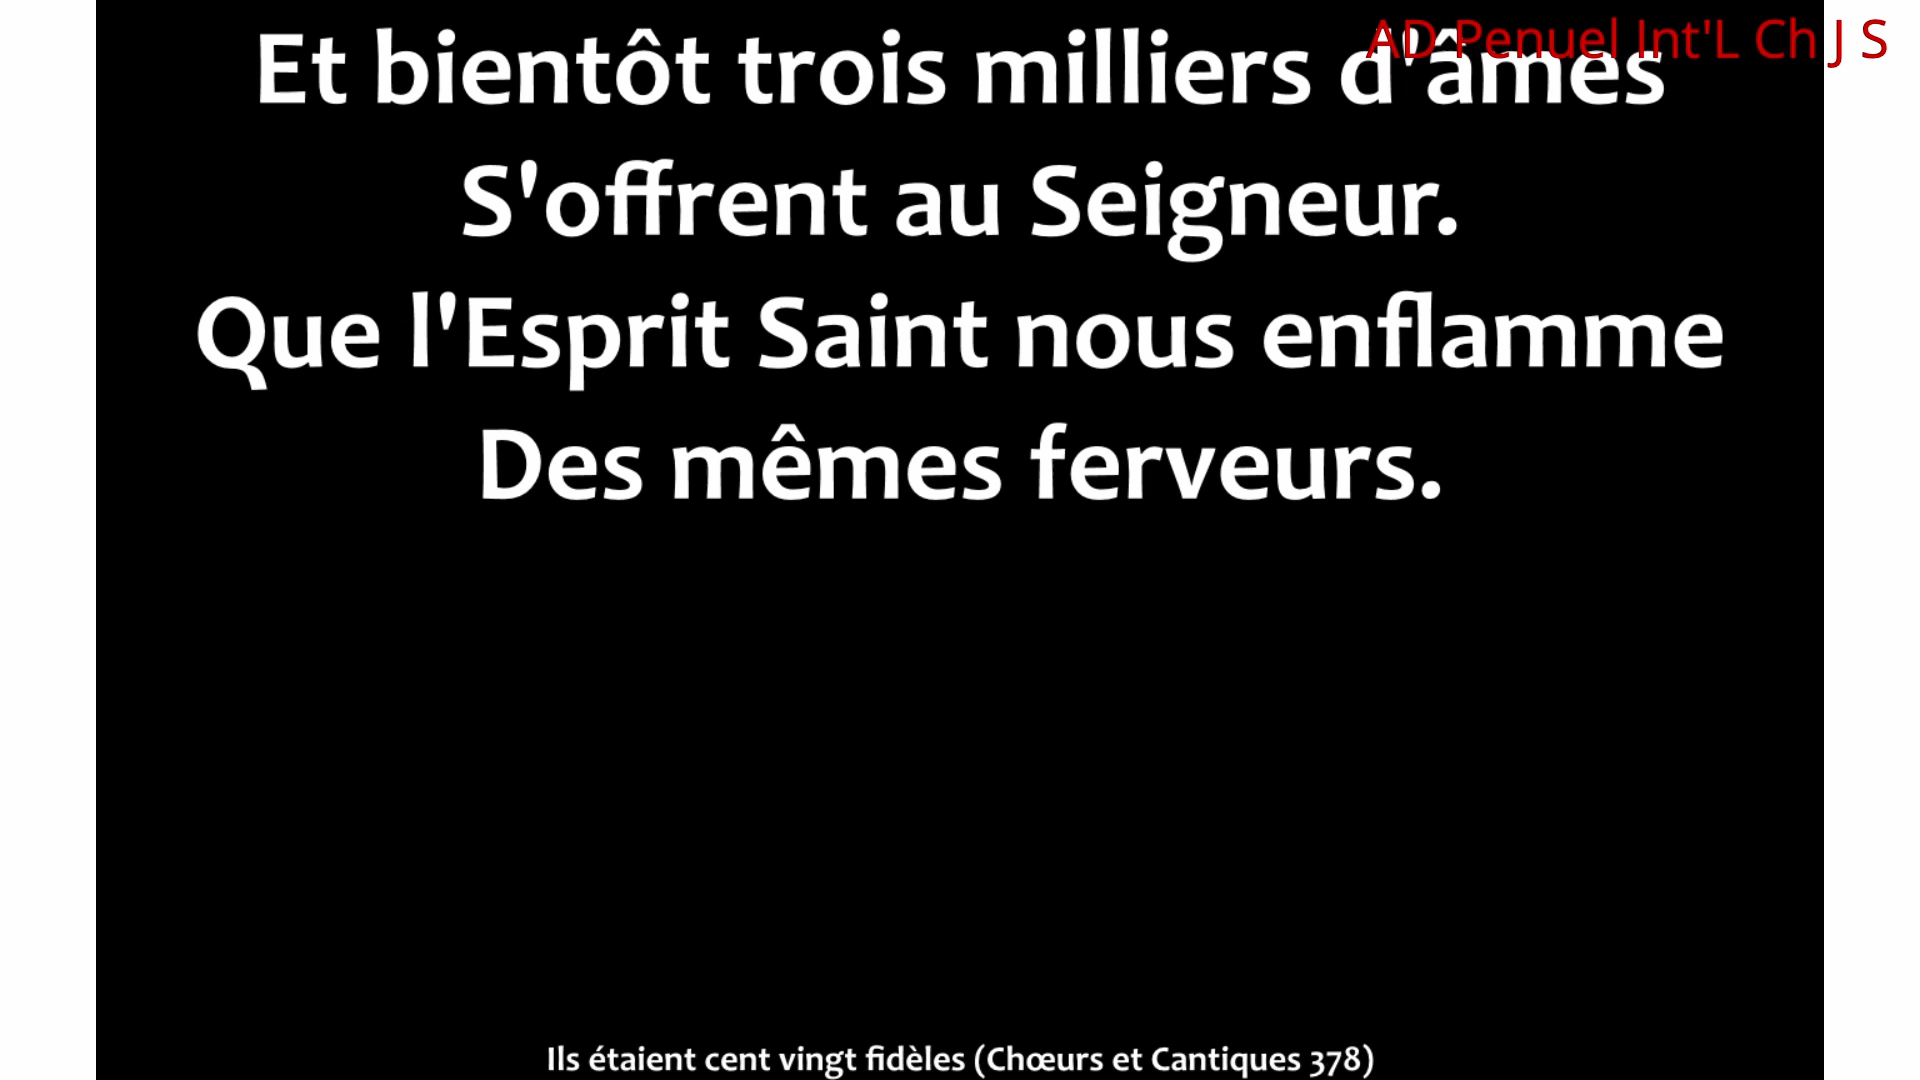 AD Penuel Int'L Ch J S
Et bientôt trois milliers d'âmes
S'offrent au Seigneur.
Que l'Esprit Saint nous enflamme
Des mêmes ferveurs.
Ils étaient cent vingt fidèles (Chœurs et Cantiques 378)